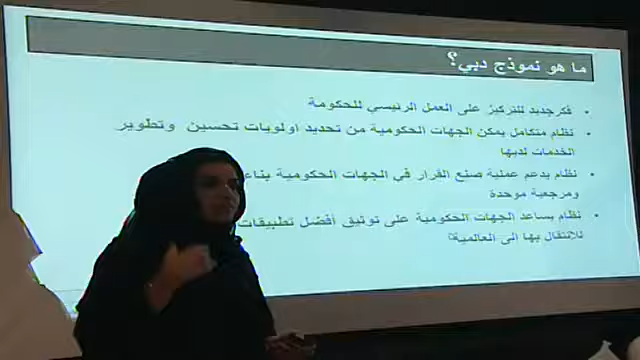 ما هو نموذج دبي؟
فكر جديد للتركيز على العمل الرئيسي للحكومة
نظام متكامل يمكن الجهات الحكومية من تحديد اولويات تحسين وتطوير
الخدمات لديها
نظام يدعم عملية صنع القرار في الجهات الحكومية بناء
ومرجعية موحدة
نظام يساعد الجهات الحكومية على توثيق أفضل تطبيقات
للانتقال بها الى العالمية